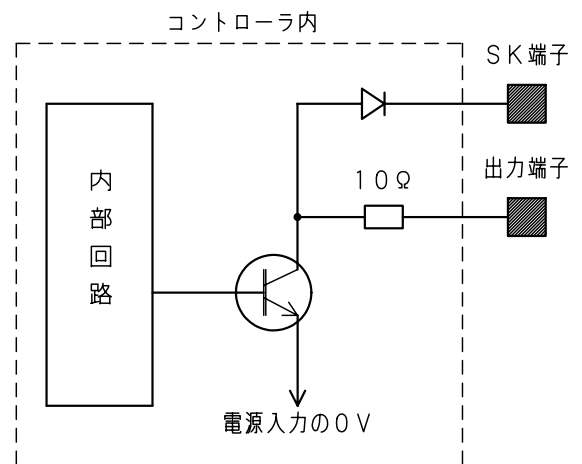 コントローラ内
SK端子
出力端子
10Ω
内部回路
電源入力の0V